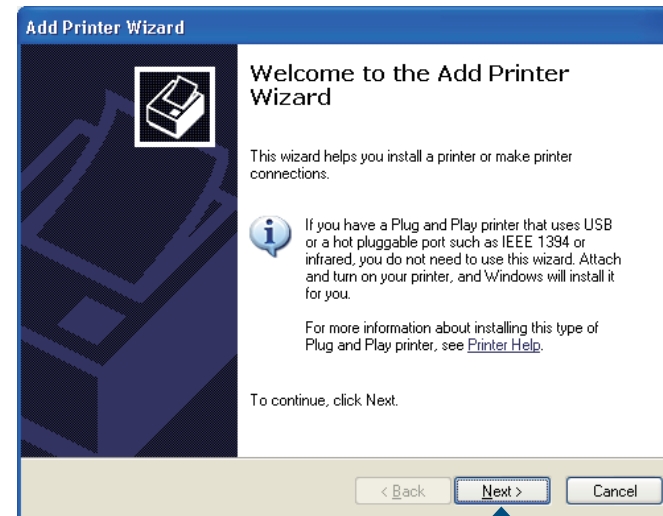 Add Printer Wizard
Welcome to the Add Printer
Wizard
This wizard helps you install a printer or make printer
connections.
If you have a Plug and Play printer that uses USB
or a hot pluggable port such as IEEE 1394 or
infrared, you do not need to use this wizard. Attach
and turn on your printer, and Windows will install it
for you.
For more information about installing this type of
Plug and Play printer, see Printer Help.
To continue, click Next.
< Back Next > Cancel